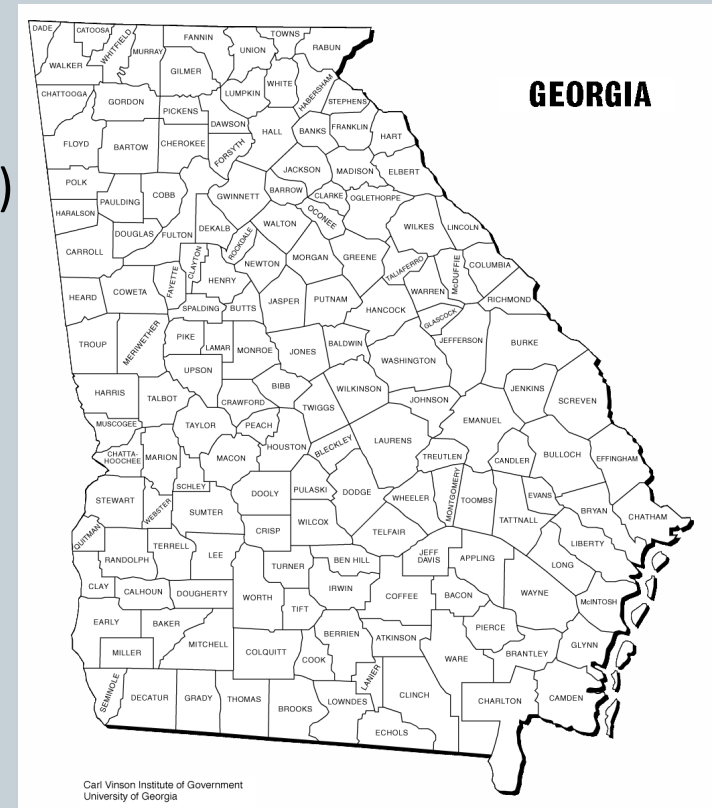 )
GEORGIA
DADE
CATOOSA
WHITFIELD
MURRAY
FANNIN
UNION
TOWNS
RABUN
WALKER
GILMER
LUMPKIN
WHITE
HABERSHAM
STEPHENS
CHATTOOGA
GORDON
PICKENS
DAWSON
HALL
BANKS
FRANKLIN
HART
FLOYD
BARTOW
CHEROKEE
FORSYTH
JACKSON
MADISON
ELBERT
POLK
PAULDING
COBB
GWINNETT
BARROW
CLARKE
OGLETHORPE
HARALSON
DOUGLAS
FULTON
DEKALB
ROCKDALE
WALTON
OCONEE
WILKES
LINCOLN
CARROLL
CLAYTON
NEWTON
MORGAN
GREENE
TALIAFERRO
McDUFFIE
COLUMBIA
HEARD
COWETA
FAYETTE
HENRY
WARREN
RICHMOND
SPALDING
BUTTS
JASPER
PUTNAM
HANCOCK
GLASCOCK
TROUP
MERIWETHER
PIKE
LAMAR
MONROE
JONES
BALDWIN
WASHINGTON
JEFFERSON
BURKE
UPSON
HARRIS
TALBOT
CRAWFORD
BIBB
WILKINSON
JOHNSON
JENKINS
SCREVEN
MUSCOGEE
TAYLOR
PEACH
TWIGGS
EMANUEL
CHATTA-
HOOCHEE
MARION
MACON
HOUSTON
BLECKLEY
LAURENS
TREUTLEN
CANDLER
BULLOCH
EFFINGHAM
STEWART
WEBSTER
SCHLEY
SUMTER
DOOLY
PULASKI
DODGE
WHEELER
MONTGOMERY
TOOMBS
EVANS
TATTNALL
BRYAN
CHATHAM
QUITMAN
CRISP
WILCOX
TELFAIR
LIBERTY
RANDOLPH
TERRELL
LEE
TURNER
BEN HILL
JEFF
DAVIS
APPLING
LONG
CLAY
CALHOUN
DOUGHERTY
WORTH
TIFT
IRWIN
COFFEE
BACON
WAYNE
McINTOSH
EARLY
BAKER
MITCHELL
COLQUITT
BERRIEN
ATKINSON
PIERCE
GLYNN
MILLER
COOK
LANIER
WARE
BRANTLEY
SEMINOLE
DECATUR
GRADY
THOMAS
BROOKS
LOWNDES
CLINCH
CHARLTON
CAMDEN
ECHOLS
Carl Vinson Institute of Government
University of Georgia